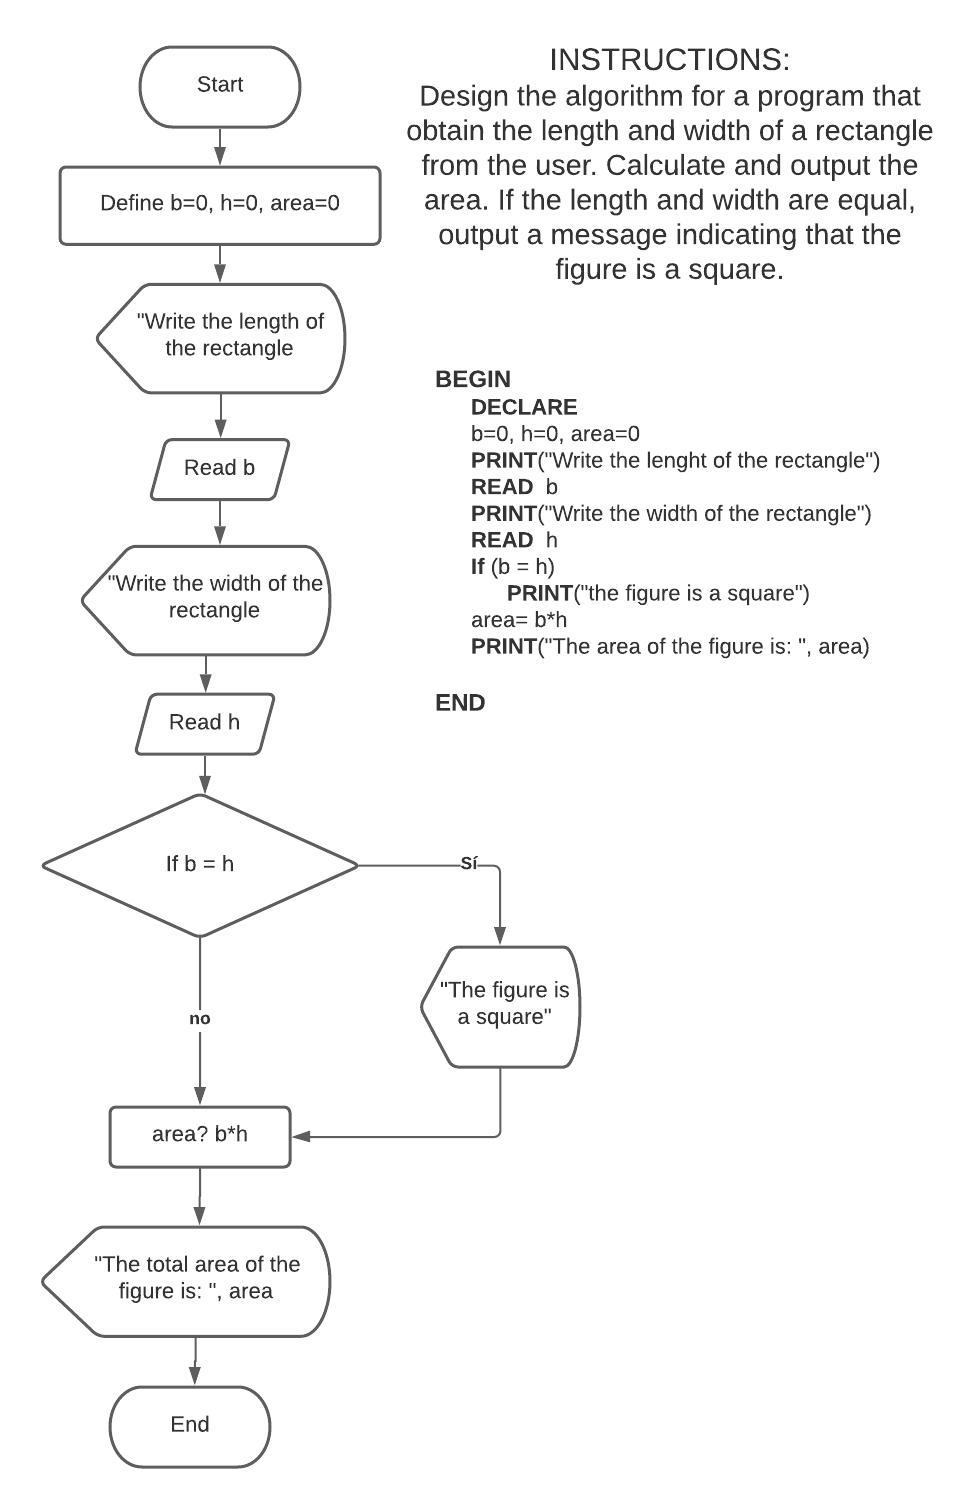 Start
Define b=0, h=0, area=0
"Write the length of
the rectangle
Read b
"Write the width of the
rectangle
Read h
If b = h
Sí
"The figure is
a square"
no
area? b*h
"The total area of the
figure is: ", area
End
INSTRUCTIONS:
Design the algorithm for a program that
obtain the length and width of a rectangle
from the user. Calculate and output the
area. If the length and width are equal,
output a message indicating that the
figure is a square.
BEGIN
DECLARE
b=0, h=0, area=0
PRINT("Write the lenght of the rectangle")
READ  b
PRINT("Write the width of the rectangle")
READ  h
If (b = h)
PRINT("the figure is a square")
area= b*h
PRINT("The area of the figure is: ", area)
END